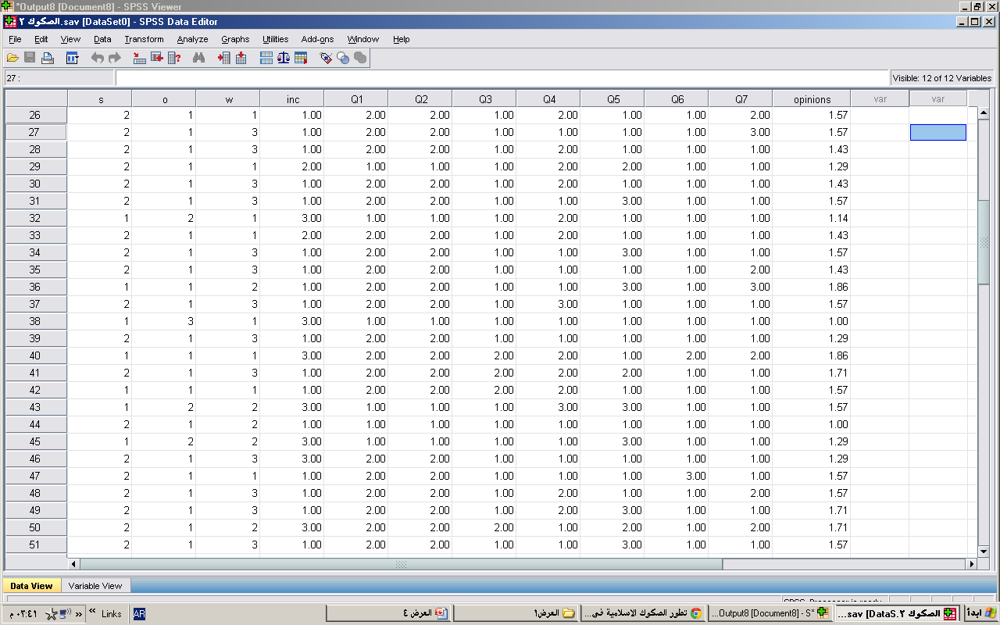 *Output8 [Document8] - SPSS Viewer
الصكوك ٢.sav [DataSet0] - SPSS Data Editor
File Edit View Data Transform Analyze Graphs Utilities Add-ons Window Help
27 : Visible: 12 of 12 Variables
s o w inc Q1 Q2 Q3 Q4 Q5 Q6 Q7 opinions var var
26 2 1 1 1.00 2.00 2.00 1.00 2.00 1.00 1.00 2.00 1.57
27 2 1 3 1.00 2.00 2.00 1.00 1.00 1.00 1.00 3.00 1.57
28 2 1 3 1.00 2.00 2.00 1.00 2.00 1.00 1.00 1.00 1.43
29 2 1 1 2.00 1.00 1.00 1.00 2.00 2.00 1.00 1.00 1.29
30 2 1 3 1.00 2.00 2.00 1.00 2.00 1.00 1.00 1.00 1.43
31 2 1 3 1.00 2.00 2.00 1.00 1.00 3.00 1.00 1.00 1.57
32 1 2 1 3.00 1.00 1.00 1.00 2.00 1.00 1.00 1.00 1.14
33 2 1 1 2.00 2.00 2.00 1.00 2.00 1.00 1.00 1.00 1.43
34 2 1 3 1.00 2.00 2.00 1.00 1.00 3.00 1.00 1.00 1.57
35 2 1 3 1.00 2.00 2.00 1.00 1.00 1.00 1.00 2.00 1.43
36 1 1 2 1.00 2.00 2.00 1.00 1.00 3.00 1.00 3.00 1.86
37 2 1 3 1.00 2.00 2.00 1.00 3.00 1.00 1.00 1.00 1.57
38 1 3 1 3.00 1.00 1.00 1.00 1.00 1.00 1.00 1.00 1.00
39 2 1 3 1.00 2.00 2.00 1.00 1.00 1.00 1.00 1.00 1.29
40 1 1 1 3.00 2.00 2.00 2.00 2.00 1.00 2.00 2.00 1.86
41 2 1 3 1.00 2.00 2.00 2.00 2.00 2.00 1.00 1.00 1.71
42 1 1 1 1.00 2.00 2.00 2.00 2.00 1.00 1.00 1.00 1.57
43 1 2 2 3.00 1.00 1.00 1.00 3.00 3.00 1.00 1.00 1.57
44 2 1 2 1.00 1.00 1.00 1.00 1.00 1.00 1.00 1.00 1.00
45 1 2 2 3.00 1.00 1.00 1.00 1.00 3.00 1.00 1.00 1.29
46 2 1 3 3.00 2.00 2.00 1.00 1.00 1.00 1.00 1.00 1.29
47 2 1 1 1.00 2.00 2.00 1.00 1.00 1.00 3.00 1.00 1.57
48 2 1 3 1.00 2.00 2.00 1.00 2.00 1.00 1.00 2.00 1.57
49 2 1 3 1.00 2.00 2.00 1.00 2.00 3.00 1.00 1.00 1.71
50 2 1 2 3.00 2.00 2.00 2.00 1.00 2.00 1.00 2.00 1.71
51 2 1 3 1.00 2.00 2.00 1.00 1.00 3.00 1.00 1.00 1.57
Data View Variable View
SPSS Processor is ready
ابدأ
الصكوك ٢.sav [DataS...
*Output8 [Document8] - S...
تطور الصكوك الاسلامية في...
العرض١
العرض ٤
AR
Links
»
٠٣:٤١ م